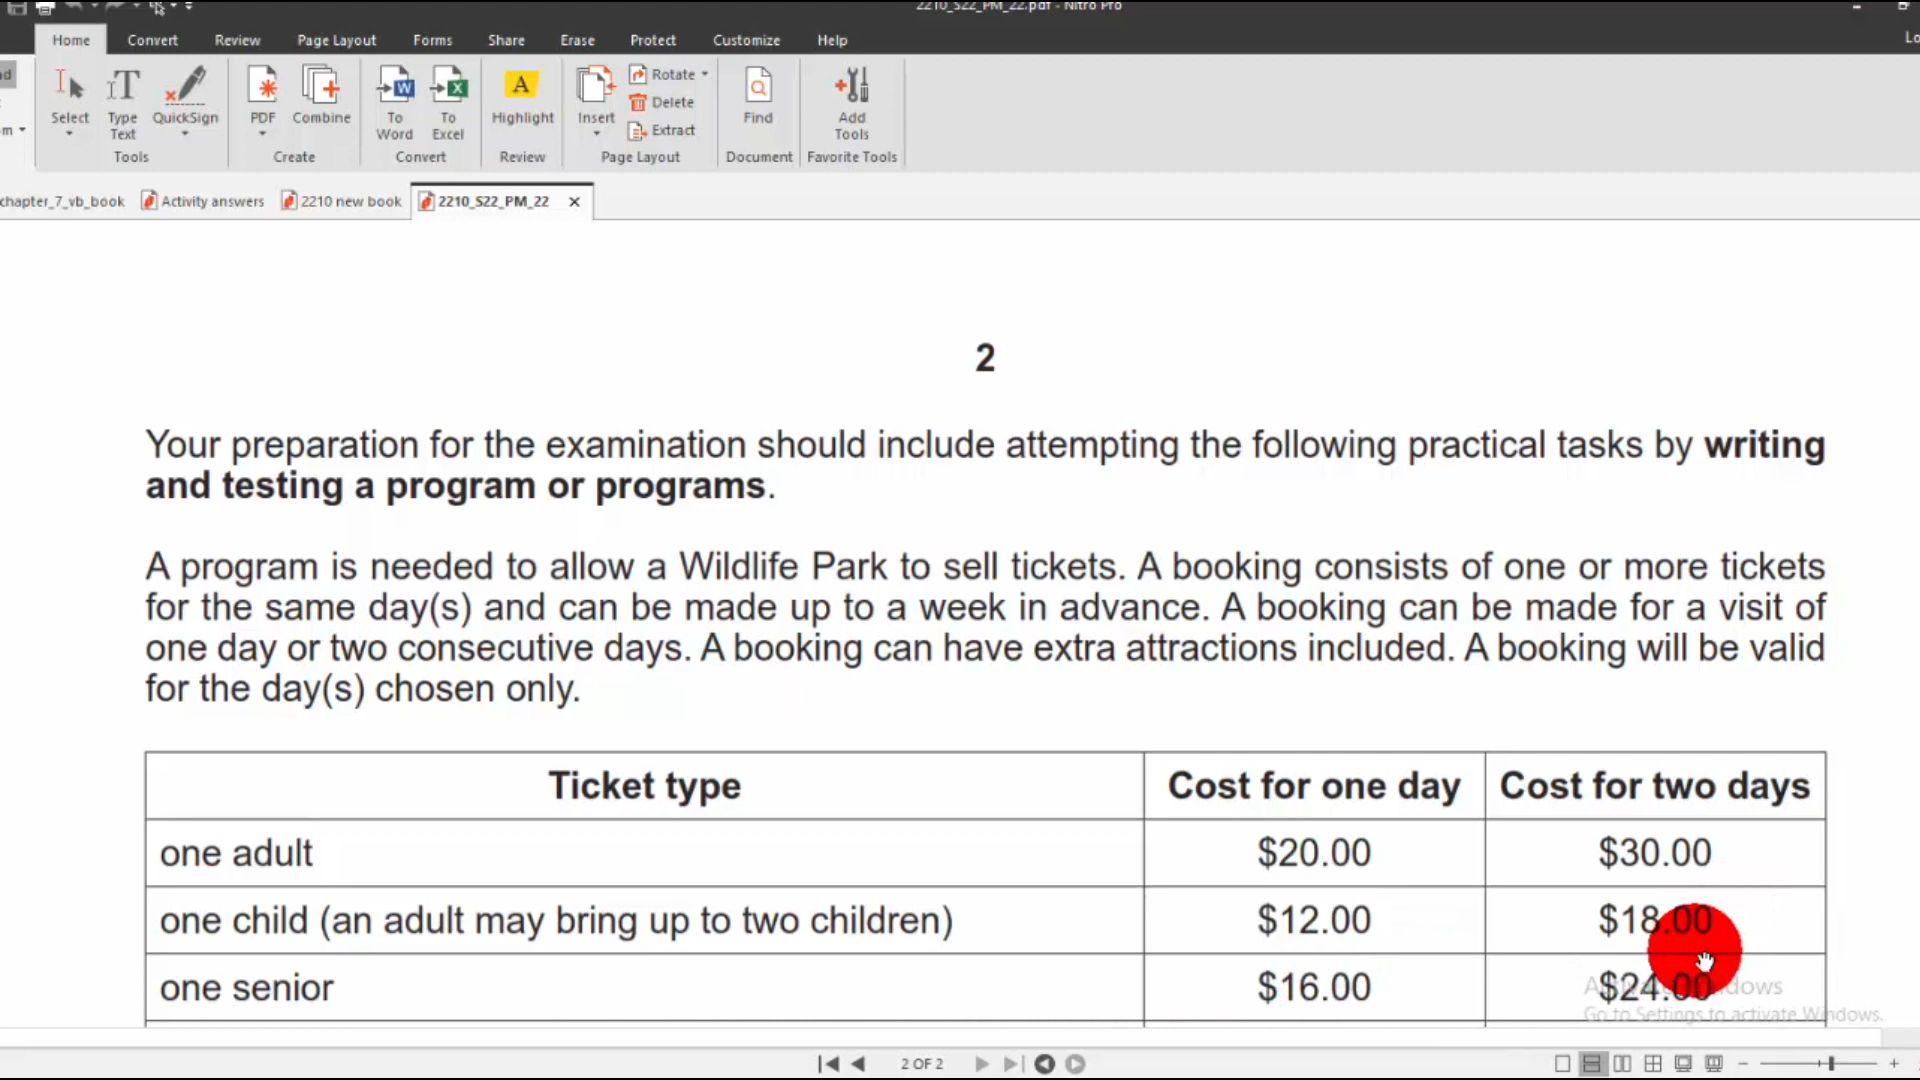 2210_S22_PM_22.pdf - Nitro Pro
Home Convert Review Page Layout Forms Share Erase Protect Customize Help
Select
Type Text
QuickSign
Tools
PDF
Combine
Create
To Word
To Excel
Convert
Highlight
Review
Insert
Rotate
Delete
Extract
Page Layout
Find
Document
Add Tools
Favorite Tools
chapter_7_vb_book Activity answers 2210 new book 2210_S22_PM_22
2
Your preparation for the examination should include attempting the following practical tasks by writing
and testing a program or programs.
A program is needed to allow a Wildlife Park to sell tickets. A booking consists of one or more tickets
for the same day(s) and can be made up to a week in advance. A booking can be made for a visit of
one day or two consecutive days. A booking can have extra attractions included. A booking will be valid
for the day(s) chosen only.
Ticket type Cost for one day Cost for two days
one adult $20.00 $30.00
one child (an adult may bring up to two children) $12.00 $18.00
one senior $16.00 $24.00
Activate Windows
Go to Settings to activate Windows.
2 OF 2